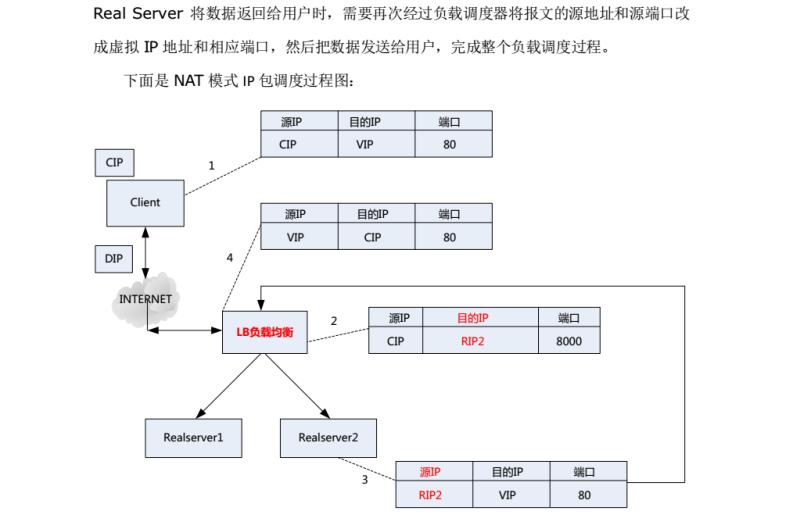 Real Server 将数据返回给用户时，需要再次经过负载调度器将报文的源地址和源端口改
成虚拟 IP 地址和相应端口，然后把数据发送给用户，完成整个负载调度过程。
下面是 NAT 模式 IP 包调度过程图：
源IP 目的IP 端口
CIP VIP 80
CIP
1
Client
源IP 目的IP 端口
VIP CIP 80
4
DIP
INTERNET
LB负载均衡
2
源IP 目的IP 端口
CIP RIP2 8000
Realserver1
Realserver2
3
源IP 目的IP 端口
RIP2 VIP 80